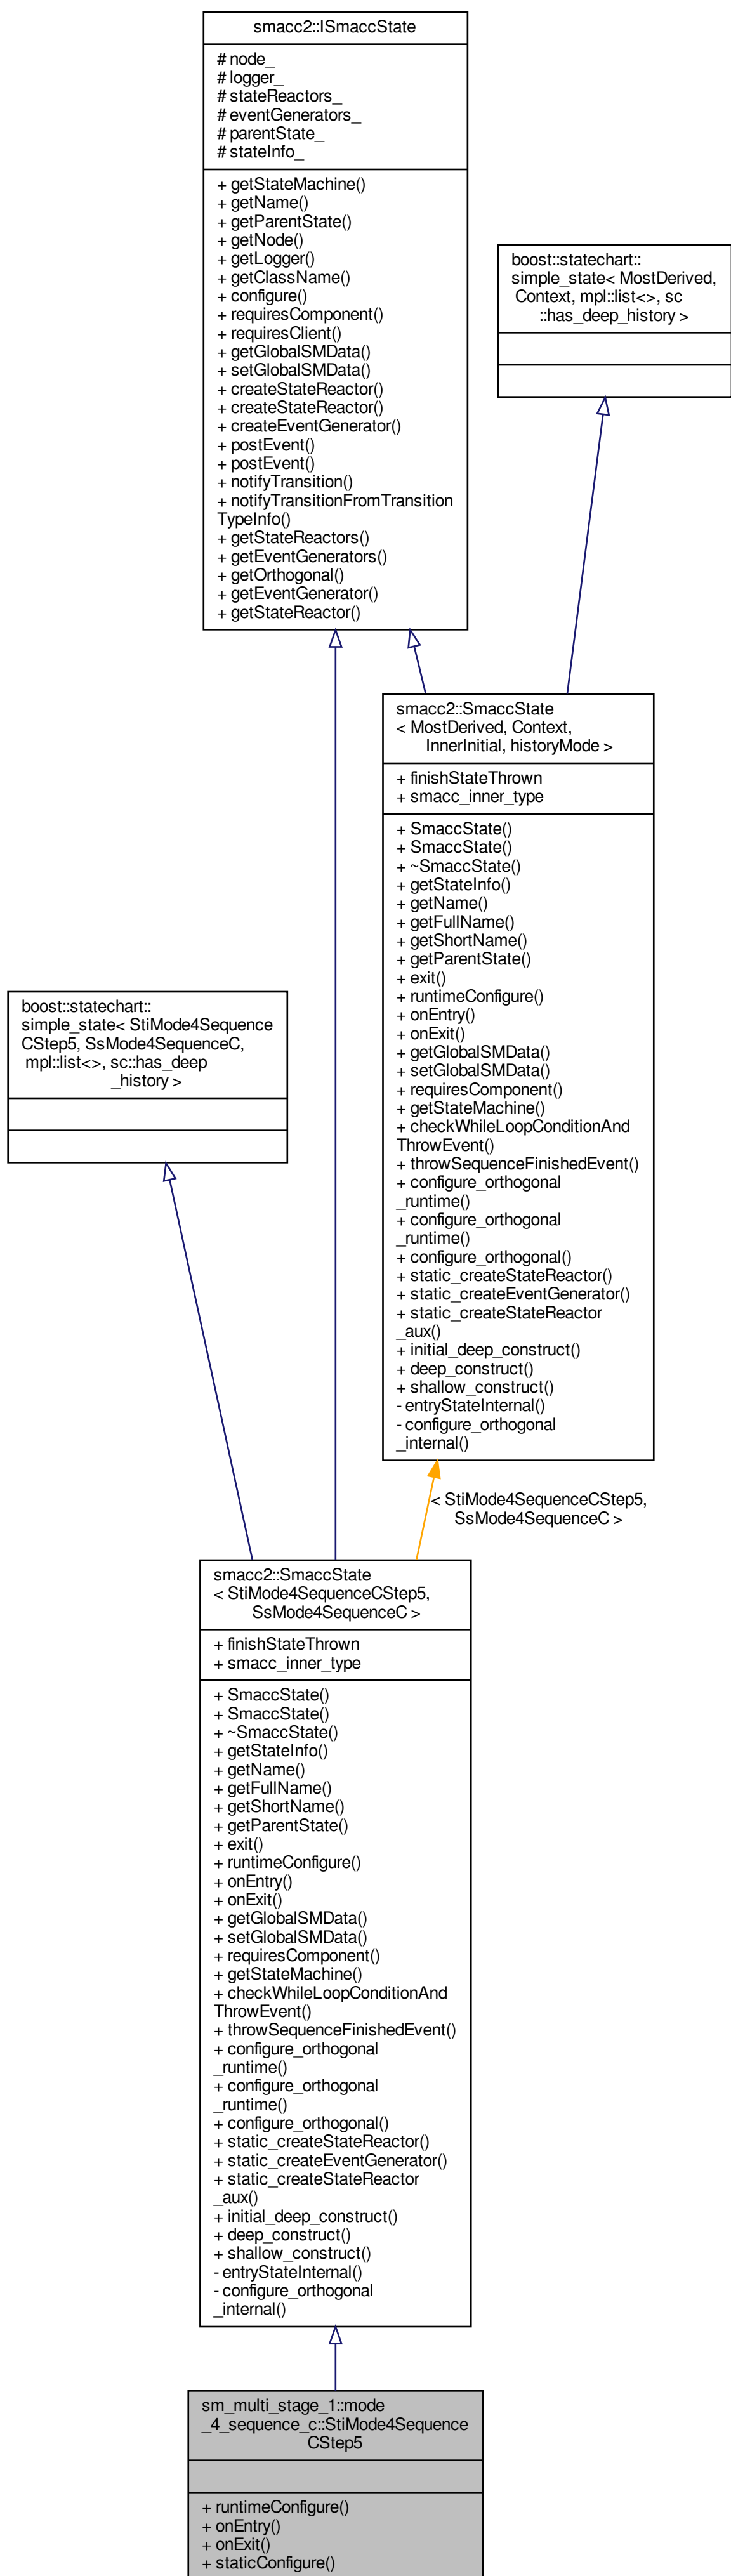 smacc2::ISmaccState
# node_
# logger_
# stateReactors_
# eventGenerators_
# parentState_
# stateInfo_
+ getStateMachine()
+ getName()
+ getParentState()
+ getNode()
+ getLogger()
+ getClassName()
+ configure()
+ requiresComponent()
+ requiresClient()
+ getGlobalSMData()
+ setGlobalSMData()
+ createStateReactor()
+ createStateReactor()
+ createEventGenerator()
+ postEvent()
+ postEvent()
+ notifyTransition()
+ notifyTransitionFromTransition
TypeInfo()
+ getStateReactors()
+ getEventGenerators()
+ getOrthogonal()
+ getEventGenerator()
+ getStateReactor()
boost::statechart::
simple_state< MostDerived,
Context, mpl::list<>, sc
::has_deep_history >
smacc2::SmaccState
< MostDerived, Context,
InnerInitial, historyMode >
+ finishStateThrown
+ smacc_inner_type
+ SmaccState()
+ SmaccState()
+ ~SmaccState()
+ getStateInfo()
+ getName()
+ getFullName()
+ getShortName()
+ getParentState()
+ exit()
+ runtimeConfigure()
+ onEntry()
+ onExit()
+ getGlobalSMData()
+ setGlobalSMData()
+ requiresComponent()
+ getStateMachine()
+ checkWhileLoopConditionAnd
ThrowEvent()
+ throwSequenceFinishedEvent()
+ configure_orthogonal
_runtime()
+ configure_orthogonal
_runtime()
+ configure_orthogonal()
+ static_createStateReactor()
+ static_createEventGenerator()
+ static_createStateReactor
_aux()
+ initial_deep_construct()
+ deep_construct()
+ shallow_construct()
- entryStateInternal()
- configure_orthogonal
_internal()
boost::statechart::
simple_state< StiMode4Sequence
CStep5, SsMode4SequenceC,
mpl::list<>, sc::has_deep
_history >
< StiMode4SequenceCStep5,
SsMode4SequenceC >
smacc2::SmaccState
< StiMode4SequenceCStep5,
SsMode4SequenceC >
+ finishStateThrown
+ smacc_inner_type
+ SmaccState()
+ SmaccState()
+ ~SmaccState()
+ getStateInfo()
+ getName()
+ getFullName()
+ getShortName()
+ getParentState()
+ exit()
+ runtimeConfigure()
+ onEntry()
+ onExit()
+ getGlobalSMData()
+ setGlobalSMData()
+ requiresComponent()
+ getStateMachine()
+ checkWhileLoopConditionAnd
ThrowEvent()
+ throwSequenceFinishedEvent()
+ configure_orthogonal
_runtime()
+ configure_orthogonal
_runtime()
+ configure_orthogonal()
+ static_createStateReactor()
+ static_createEventGenerator()
+ static_createStateReactor
_aux()
+ initial_deep_construct()
+ deep_construct()
+ shallow_construct()
- entryStateInternal()
- configure_orthogonal
_internal()
sm_multi_stage_1::mode
_4_sequence_c::StiMode4Sequence
CStep5
+ runtimeConfigure()
+ onEntry()
+ onExit()
+ staticConfigure()